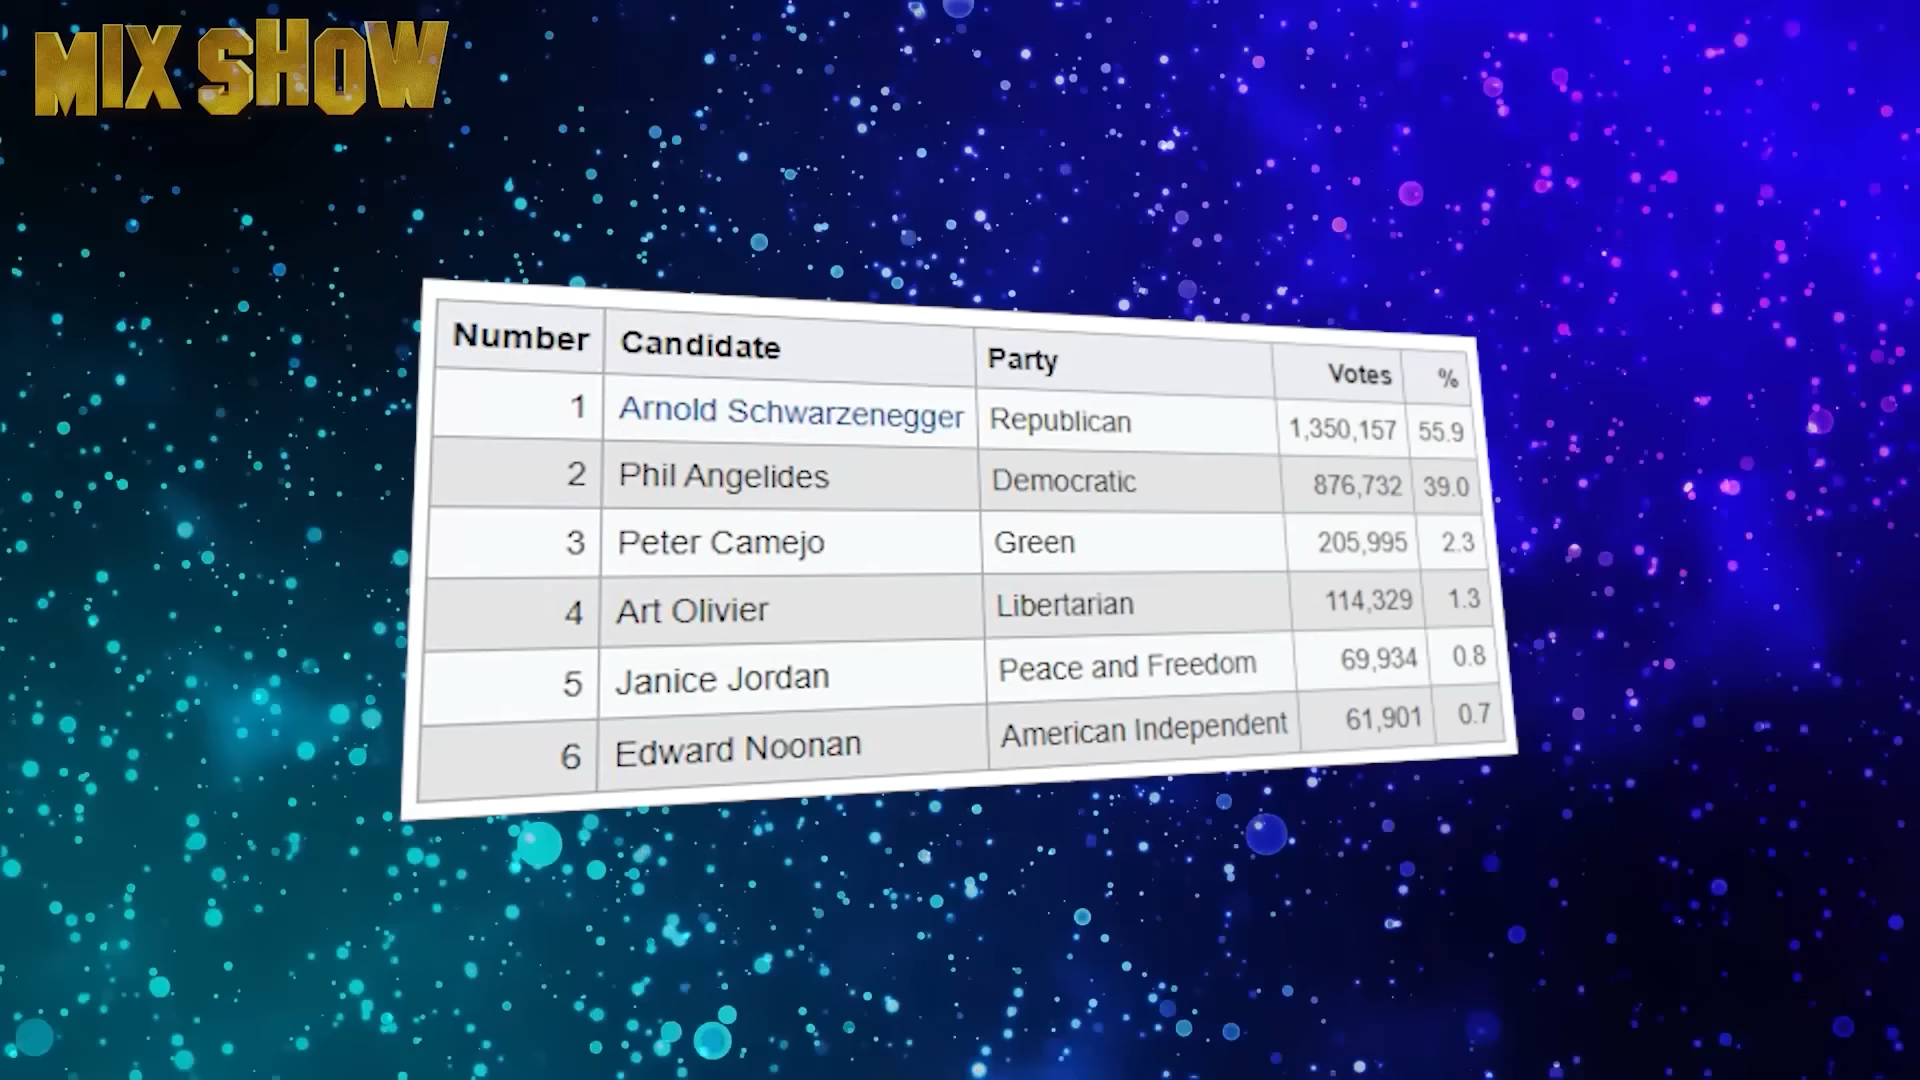 MIX SHOW
Number Candidate Party Votes %
1 Arnold Schwarzenegger Republican 1,350,157 55.9
2 Phil Angelides Democratic 876,732 39.0
3 Peter Camejo Green 205,995 2.3
4 Art Olivier Libertarian 114,329 1.3
5 Janice Jordan Peace and Freedom 69,934 0.8
6 Edward Noonan American Independent 61,901 0.7